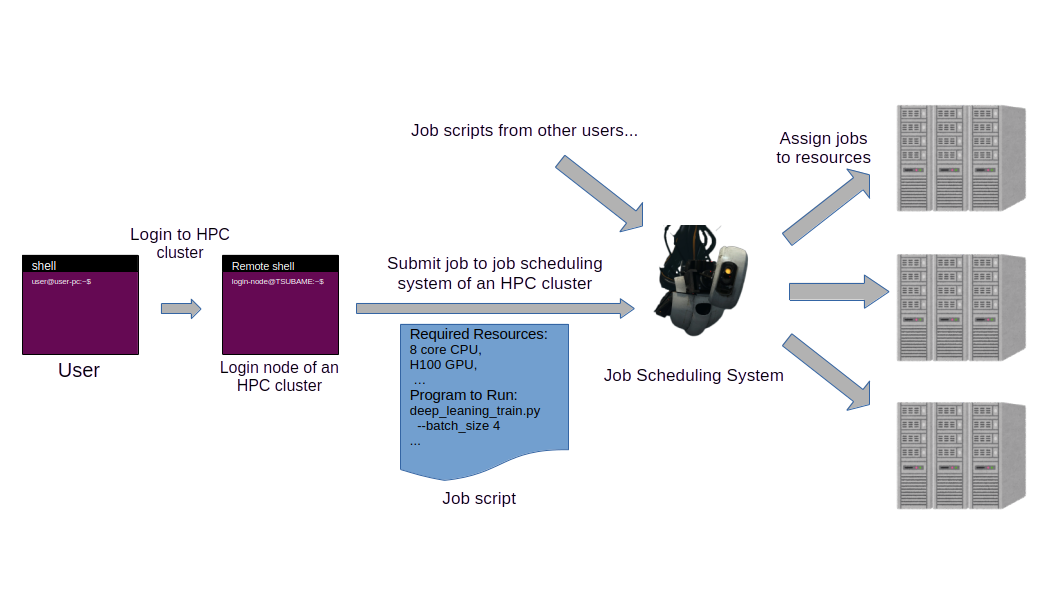 Job scripts from other users...
Assign jobs
to resources
Login to HPC
cluster
shell
user@user-pc:~$
User
Remote shell
login-node@TSUBAME:~$
Login node of an
HPC cluster
Submit job to job scheduling
system of an HPC cluster
Required Resources:
8 core CPU,
H100 GPU,
...
Program to Run:
deep_leaning_train.py
--batch_size 4
...
Job script
Job Scheduling System